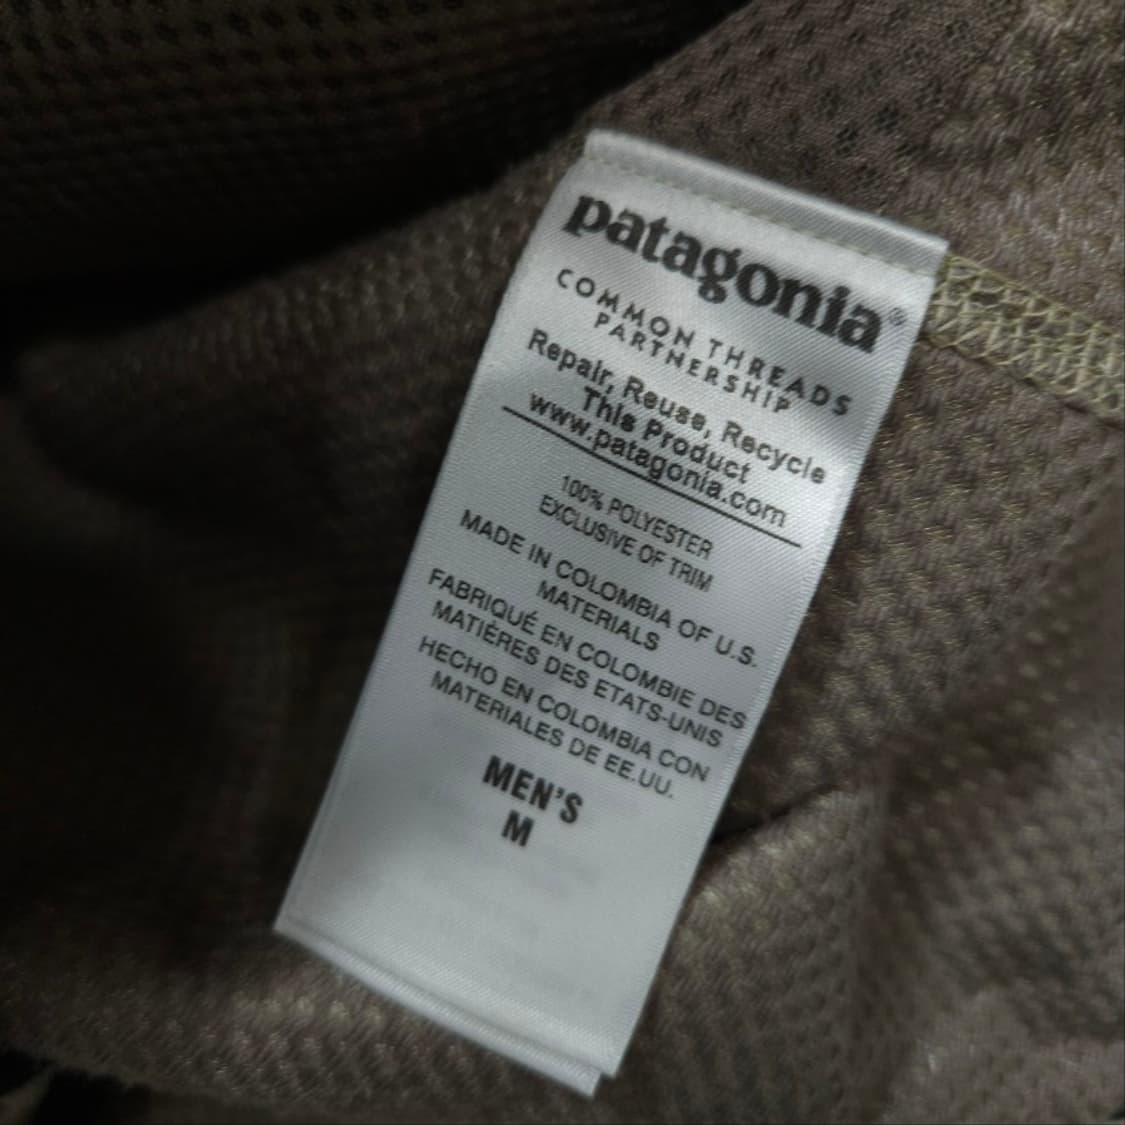 patagonia®
COMMON THREADS
PARTNERSHIP
Repair, Reuse, Recycle
This Product
www.patagonia.com
100% POLYESTER
EXCLUSIVE OF TRIM
MADE IN COLOMBIA OF U.S.
MATERIALS
FABRIQUÉ EN COLOMBIE DES
MATIÈRES DES ETATS-UNIS
HECHO EN COLOMBIA CON
MATERIALES DE EE.UU.
MEN'S
M